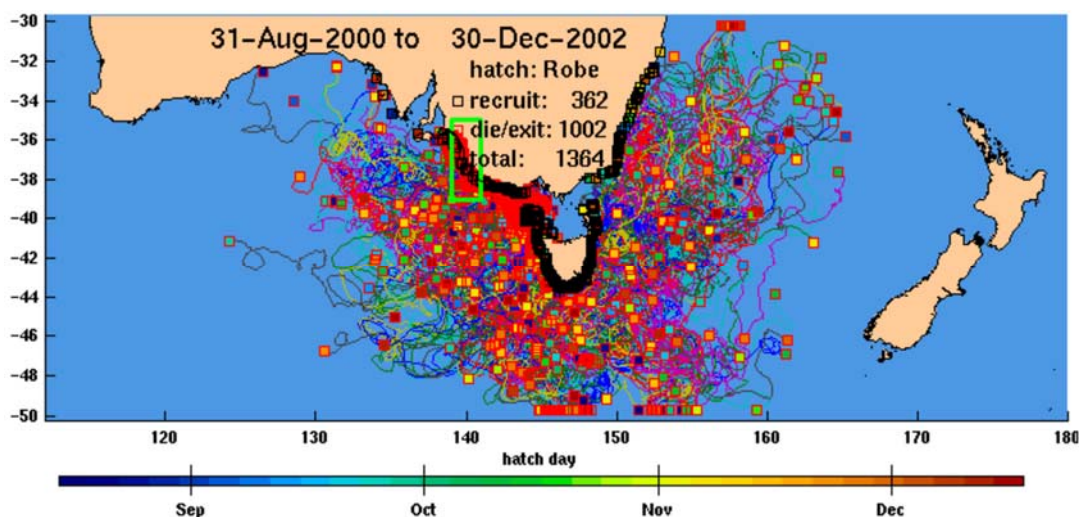 31-Aug-2000 to 30-Dec-2002
hatch: Robe
recruit: 362
die/exit: 1002
total: 1364
-30
-32
-34
-36
-38
-40
-42
-44
-46
-48
-50
120 130 140 150 160 170 180
hatch day
Sep Oct Nov Dec